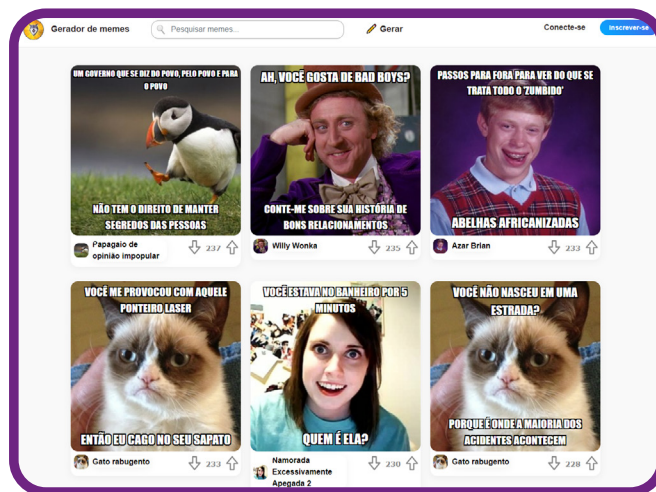 Gerador de memes
Pesquisar memes...
Gerar
Conecte-se
Inscrever-se
UM GOVERNO QUE SE DIZ DO POVO, PELO POVO E PARA
O POVO
NÃO TEM O DIREITO DE MANTER
SEGREDOS DAS PESSOAS
Papagaio de
opinião impopular
237
AH, VOCÊ GOSTA DE BAD BOYS?
CONTE-ME SOBRE SUA HISTÓRIA DE
BONS RELACIONAMENTOS
Willy Wonka
235
PASSOS PARA FORA PARA VER DO QUE SE
TRATA TODO O 'ZUMBIDO'
ABELHAS AFRICANIZADAS
Azar Brian
233
VOCÊ ME PROVOCOU COM AQUELE
PONTEIRO LASER
ENTÃO EU CAGO NO SEU SAPATO
Gato rabugento
233
VOCÊ ESTAVA NO BANHEIRO POR 5
MINUTOS
QUEM É ELA?
Namorada
Excessivamente
Apegada 2
230
VOCÊ NÃO NASCEU EM UMA
ESTRADA?
PORQUE É ONDE A MAIORIA DOS
ACIDENTES ACONTECEM
Gato rabugento
228